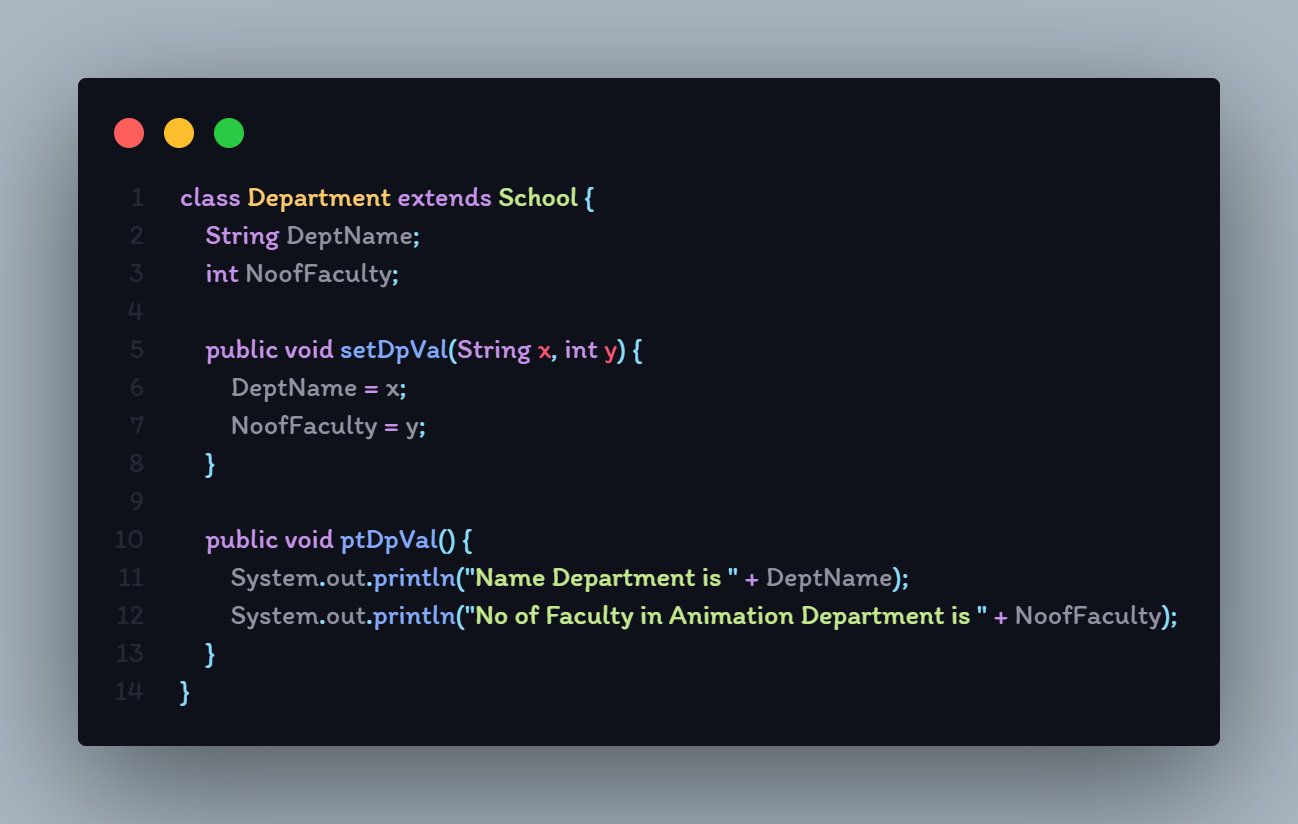 1 class Department extends School {
2 String DeptName;
3 int NoofFaculty;
4
5 public void setDpVal(String x, int y) {
6 DeptName = x;
7 NoofFaculty = y;
8 }
9
10 public void ptDpVal() {
11 System.out.println("Name Department is " + DeptName);
12 System.out.println("No of Faculty in Animation Department is " + NoofFaculty);
13 }
14 }